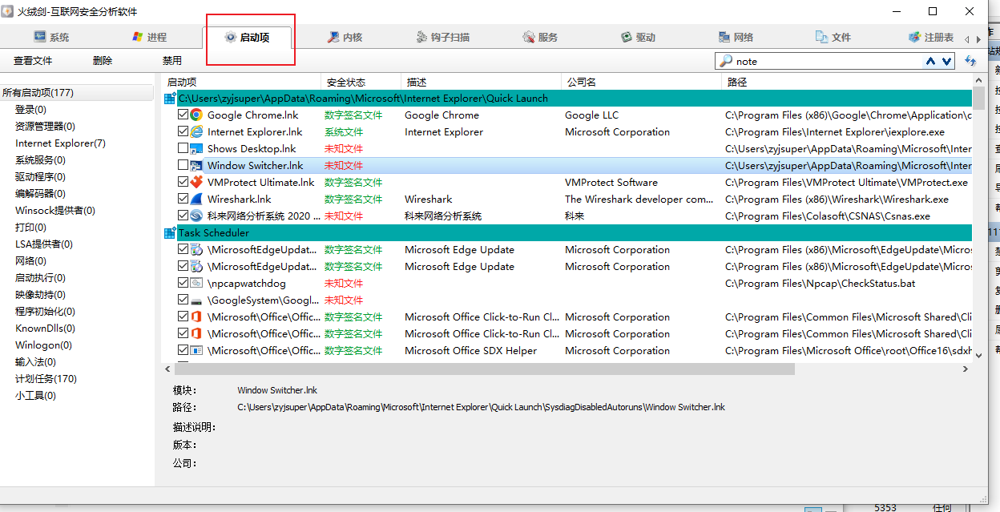 火绒剑-互联网安全分析软件
系统 进程 启动项 内核 钩子扫描 服务 驱动 网络 文件 注册表
查看文件 删除 禁用 note
所有启动项(177)
登录(0)
资源管理器(0)
Internet Explorer(7)
系统服务(0)
驱动程序(0)
编解码器(0)
Winsock提供者(0)
打印(0)
LSA提供者(0)
网络(0)
启动执行(0)
映像劫持(0)
程序初始化(0)
KnownDlls(0)
Winlogon(0)
输入法(0)
计划任务(170)
小工具(0)
启动项 安全状态 描述 公司名 路径
C:\Users\zyjsuper\AppData\Roaming\Microsoft\Internet Explorer\Quick Launch
Google Chrome.lnk 数字签名文件 Google Chrome Google LLC C:\Program Files (x86)\Google\Chrome\Application\c
Internet Explorer.lnk 系统文件 Internet Explorer Microsoft Corporation C:\Program Files\Internet Explorer\iexplore.exe
Shows Desktop.lnk 未知文件 C:\Users\zyjsuper\AppData\Roaming\Microsoft\Inter
Window Switcher.lnk 未知文件 C:\Users\zyjsuper\AppData\Roaming\Microsoft\Inter
VMProtect Ultimate.lnk 数字签名文件 VMProtect Software C:\Program Files\VMProtect Ultimate\VMProtect.exe
Wireshark.lnk 数字签名文件 Wireshark The Wireshark developer com... C:\Program Files (x86)\Wireshark\Wireshark.exe
科来网络分析系统 2020 ... 未知文件 科来网络分析系统 科来 C:\Program Files\Colasoft\CSNAS\Csnas.exe
Task Scheduler
\MicrosoftEdgeUpdat... 数字签名文件 Microsoft Edge Update Microsoft Corporation C:\Program Files (x86)\Microsoft\EdgeUpdate\Micros
\MicrosoftEdgeUpdat... 数字签名文件 Microsoft Edge Update Microsoft Corporation C:\Program Files (x86)\Microsoft\EdgeUpdate\Micros
\npcapwatchdog 未知文件 C:\Program Files\Npcap\CheckStatus.bat
\GoogleSystem\Googl... 未知文件
\Microsoft\Office\Offic... 数字签名文件 Microsoft Office Click-to-Run Cl... Microsoft Corporation C:\Program Files\Common Files\Microsoft Shared\Cli
\Microsoft\Office\Offic... 数字签名文件 Microsoft Office Click-to-Run Cl... Microsoft Corporation C:\Program Files\Common Files\Microsoft Shared\Cli
\Microsoft\Office\Offic... 数字签名文件 Microsoft Office SDX Helper Microsoft Corporation C:\Program Files\Microsoft Office\root\Office16\sdxh
模块: Window Switcher.lnk
路径: C:\Users\zyjsuper\AppData\Roaming\Microsoft\Internet Explorer\Quick Launch\SysdiagDisabledAutoruns\Window Switcher.lnk
描述说明:
版本:
公司:
5353 任何